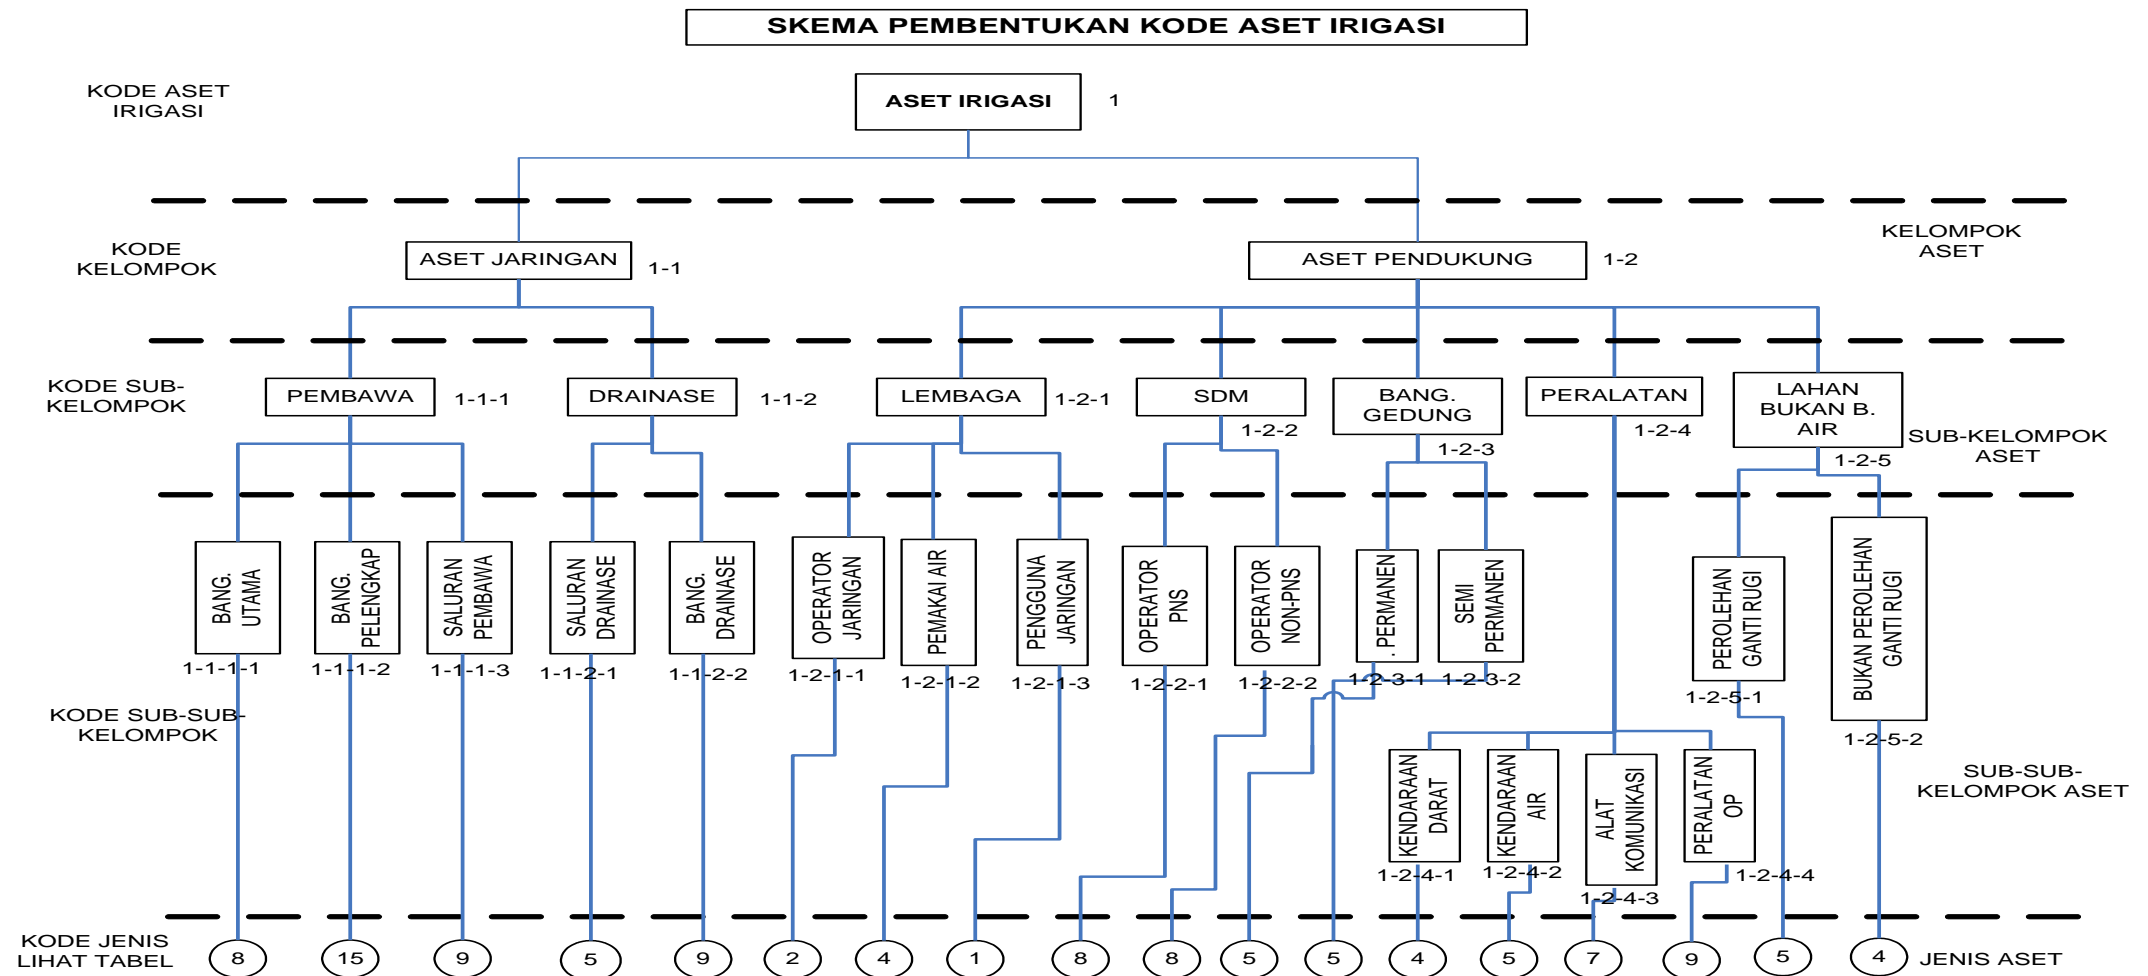 SKEMA PEMBENTUKAN KODE ASET IRIGASI
KODE ASET
IRIGASI
ASET IRIGASI
1
KODE
KELOMPOK
ASET JARINGAN
1-1
ASET PENDUKUNG
1-2
KELOMPOK
ASET
KODE SUB-
KELOMPOK
PEMBAWA
1-1-1
DRAINASE
1-1-2
LEMBAGA
1-2-1
SDM
1-2-2
BANG.
GEDUNG
1-2-3
PERALATAN
1-2-4
LAHAN
BUKAN B.
AIR
1-2-5
SUB-KELOMPOK
ASET
BANG.
UTAMA
1-1-1-1
BANG.
PELENGKAP
1-1-1-2
SALURAN
PEMBAWA
1-1-1-3
SALURAN
DRAINASE
1-1-2-1
BANG.
DRAINASE
1-1-2-2
OPERATOR
JARINGAN
1-2-1-1
PEMAKAI AIR
1-2-1-2
PENGGUNA
JARINGAN
1-2-1-3
OPERATOR
PNS
1-2-2-1
OPERATOR
NON-PNS
1-2-2-2
. PERMANEN
1-2-3-1
SEMI
PERMANEN
1-2-3-2
PEROLEHAN
GANTI RUGI
1-2-5-1
BUKAN PEROLEHAN
GANTI RUGI
1-2-5-2
KODE SUB-SUB-
KELOMPOK
KENDARAAN
DARAT
1-2-4-1
KENDARAAN
AIR
1-2-4-2
ALAT
KOMUNIKASI
1-2-4-3
PERALATAN
OP
1-2-4-4
SUB-SUB-
KELOMPOK ASET
KODE JENIS
LIHAT TABEL
8
15
9
5
9
2
4
1
8
8
5
5
4
5
7
9
5
4
JENIS ASET